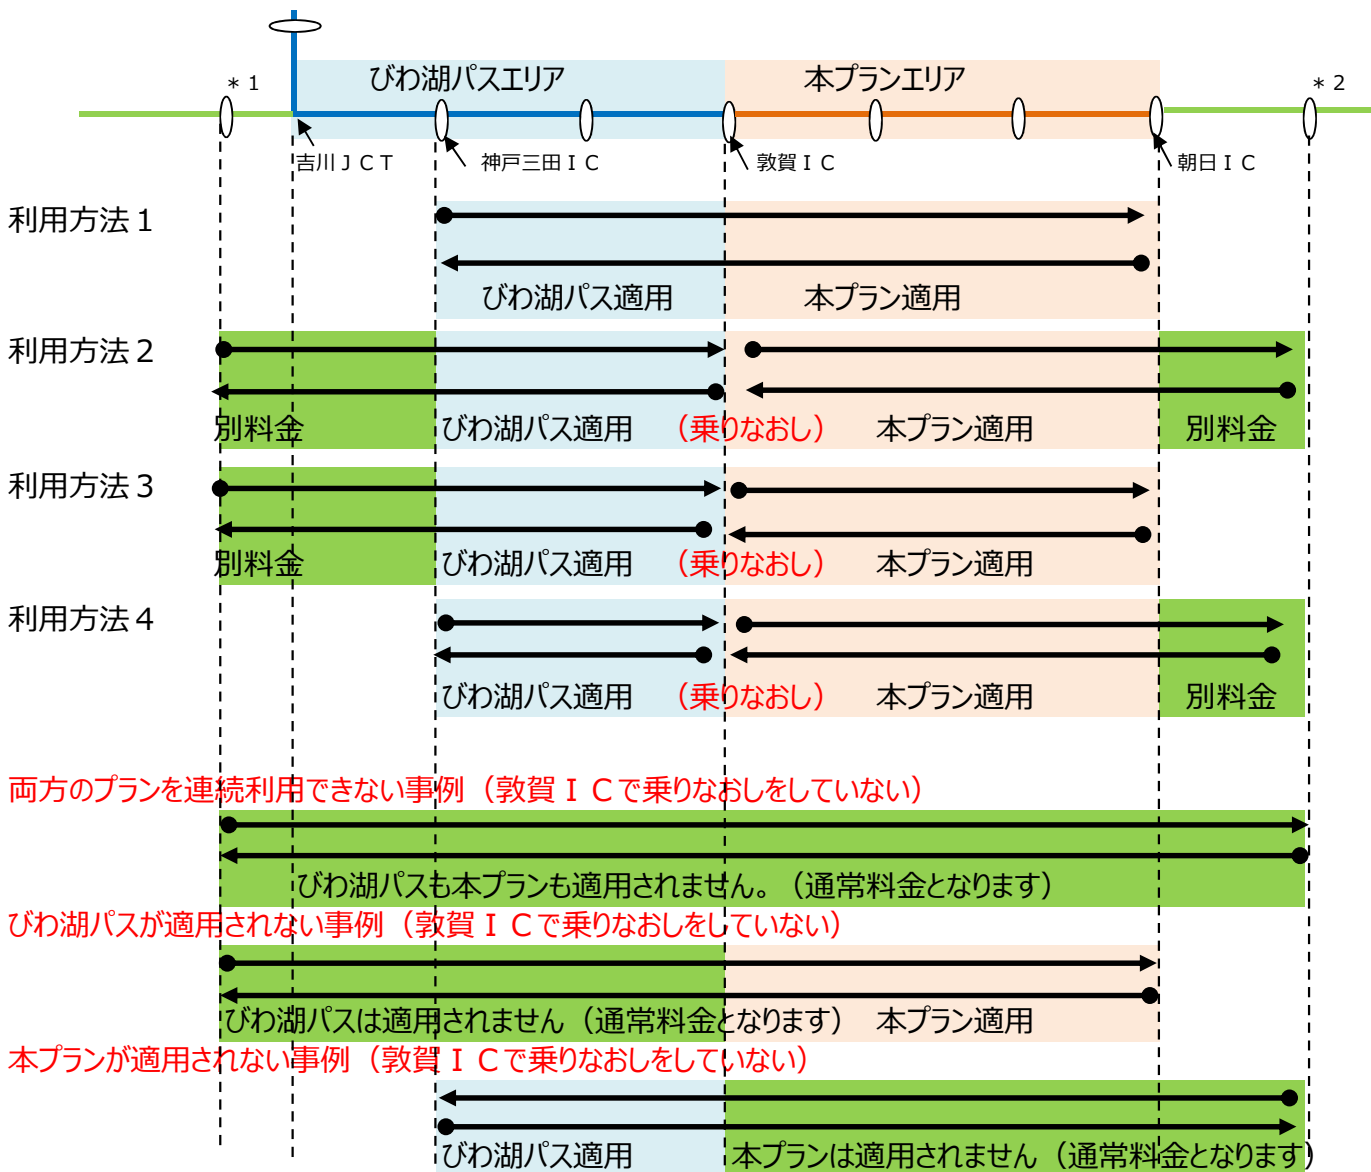 びわ湖パスエリア
本プランエリア
＊1
＊2
吉川ＪＣＴ
神戸三田ＩＣ
敦賀ＩＣ
朝日ＩＣ
利用方法１
びわ湖パス適用
本プラン適用
利用方法２
別料金
びわ湖パス適用
（乗りなおし）
本プラン適用
別料金
利用方法３
別料金
びわ湖パス適用
（乗りなおし）
本プラン適用
利用方法４
びわ湖パス適用
（乗りなおし）
本プラン適用
別料金
両方のプランを連続利用できない事例（敦賀ＩＣで乗りなおしをしていない）
びわ湖パスも本プランも適用されません。（通常料金となります）
びわ湖パスが適用されない事例（敦賀ＩＣで乗りなおしをしていない）
びわ湖パスは適用されません（通常料金となります）
本プラン適用
本プランが適用されない事例（敦賀ＩＣで乗りなおしをしていない）
びわ湖パス適用
本プランは適用されません（通常料金となります）